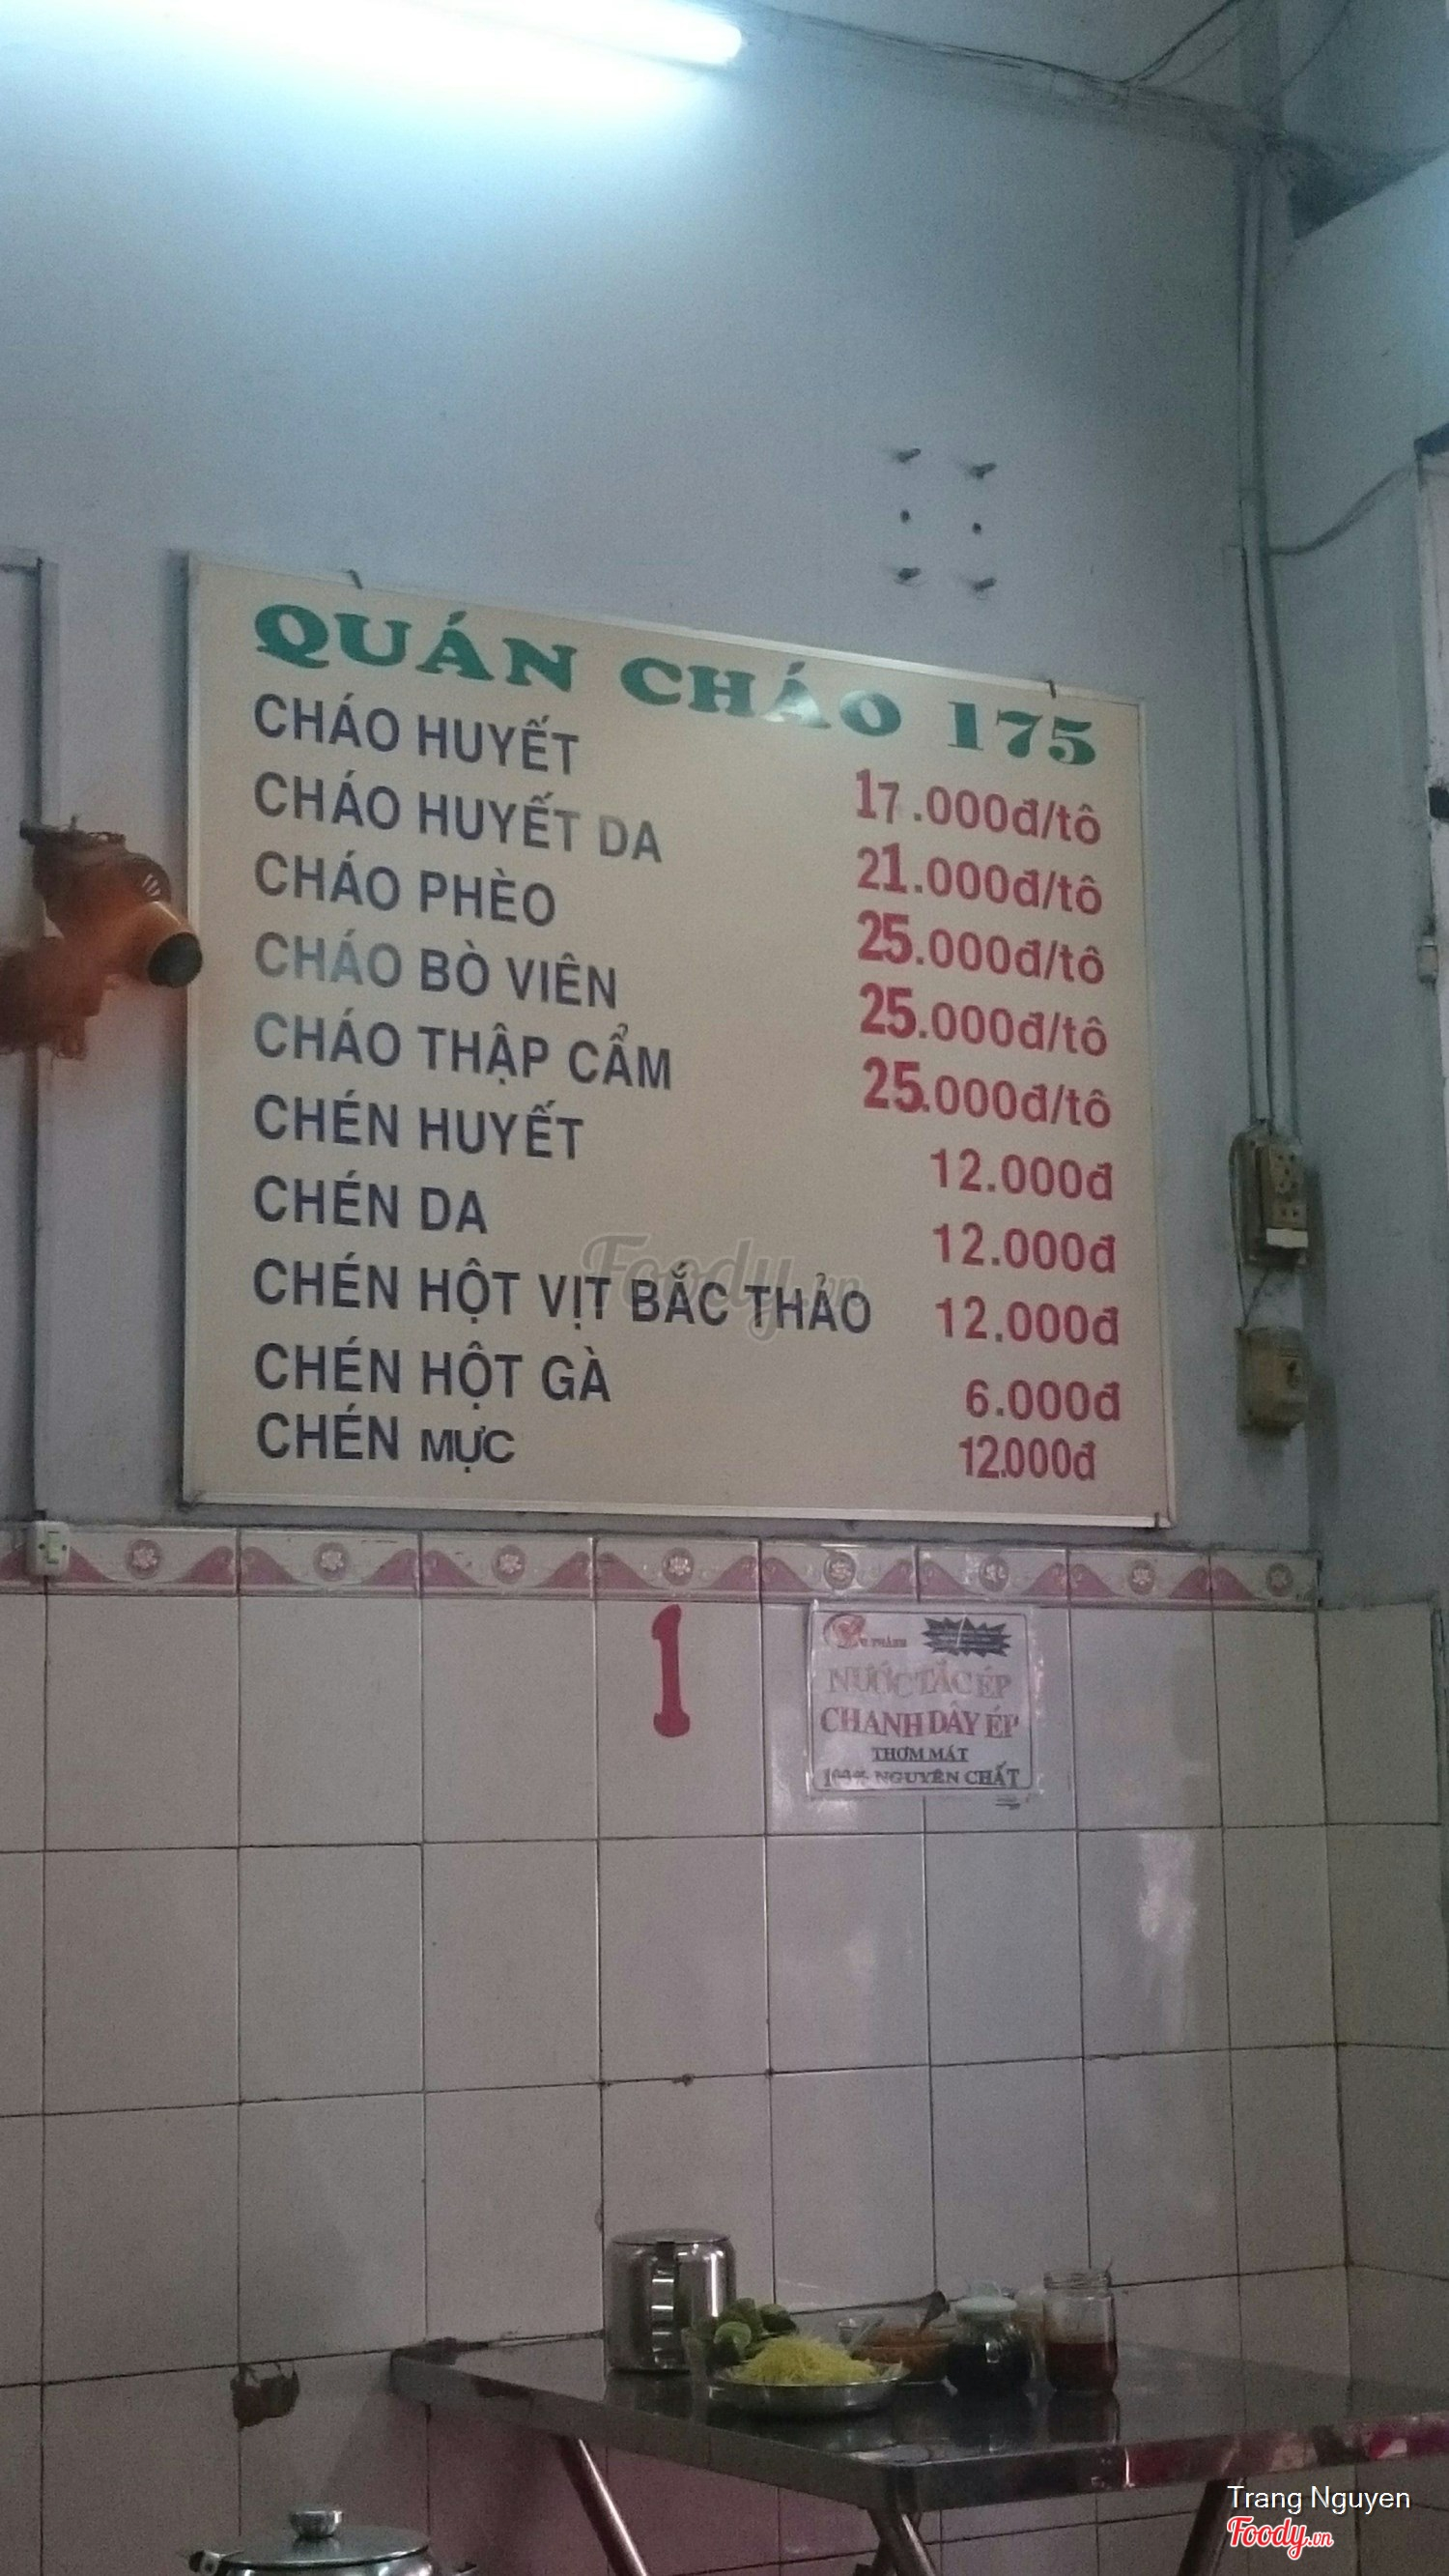 QUÁN CHÁO 175
CHÁO HUYẾT 17.000đ/tô
CHÁO HUYẾT DA 21.000đ/tô
CHÁO PHÈO 25.000đ/tô
CHÁO BÒ VIÊN 25.000đ/tô
CHÁO THẬP CẨM 25.000đ/tô
CHÉN HUYẾT 12.000đ
CHÉN DA 12.000đ
CHÉN HỘT VỊT BẮC THẢO 12.000đ
CHÉN HỘT GÀ 6.000đ
CHÉN MỰC 12.000đ
Foody.vn
1
NƯỚC TẮC ÉP
CHANH DÂY ÉP
THƠM MÁT
100% NGUYÊN CHẤT
Trang Nguyen
Foody.vn